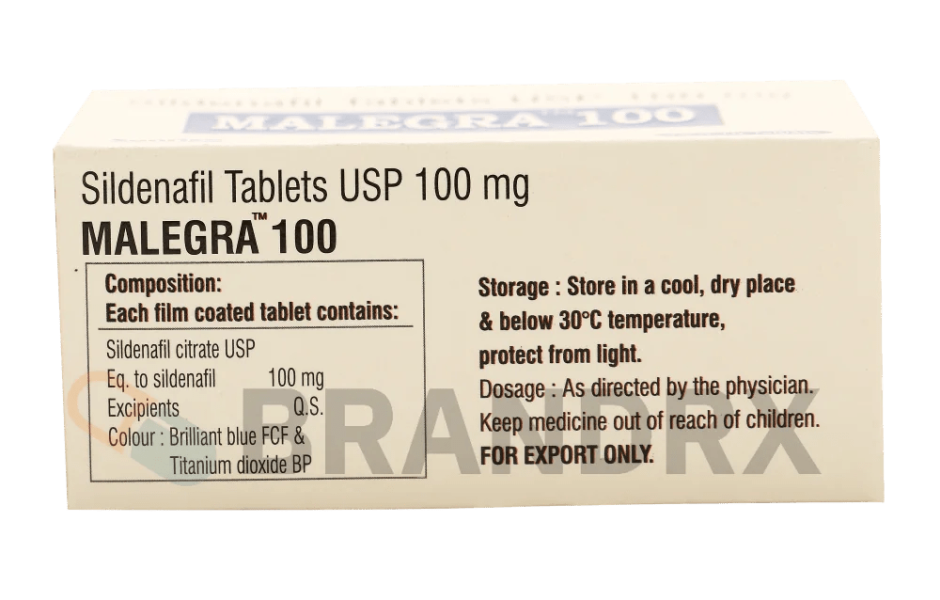 MALEGRA™ 100
Sildenafil Tablets USP 100 mg
MALEGRA™ 100
Composition:
Each film coated tablet contains:
Sildenafil citrate USP
Eq. to sildenafil 100 mg
Excipients Q.S.
Colour : Brilliant blue FCF &
Titanium dioxide BP
Storage : Store in a cool, dry place
& below 30°C temperature,
protect from light.
Dosage : As directed by the physician.
Keep medicine out of reach of children.
FOR EXPORT ONLY.
BRANDRX